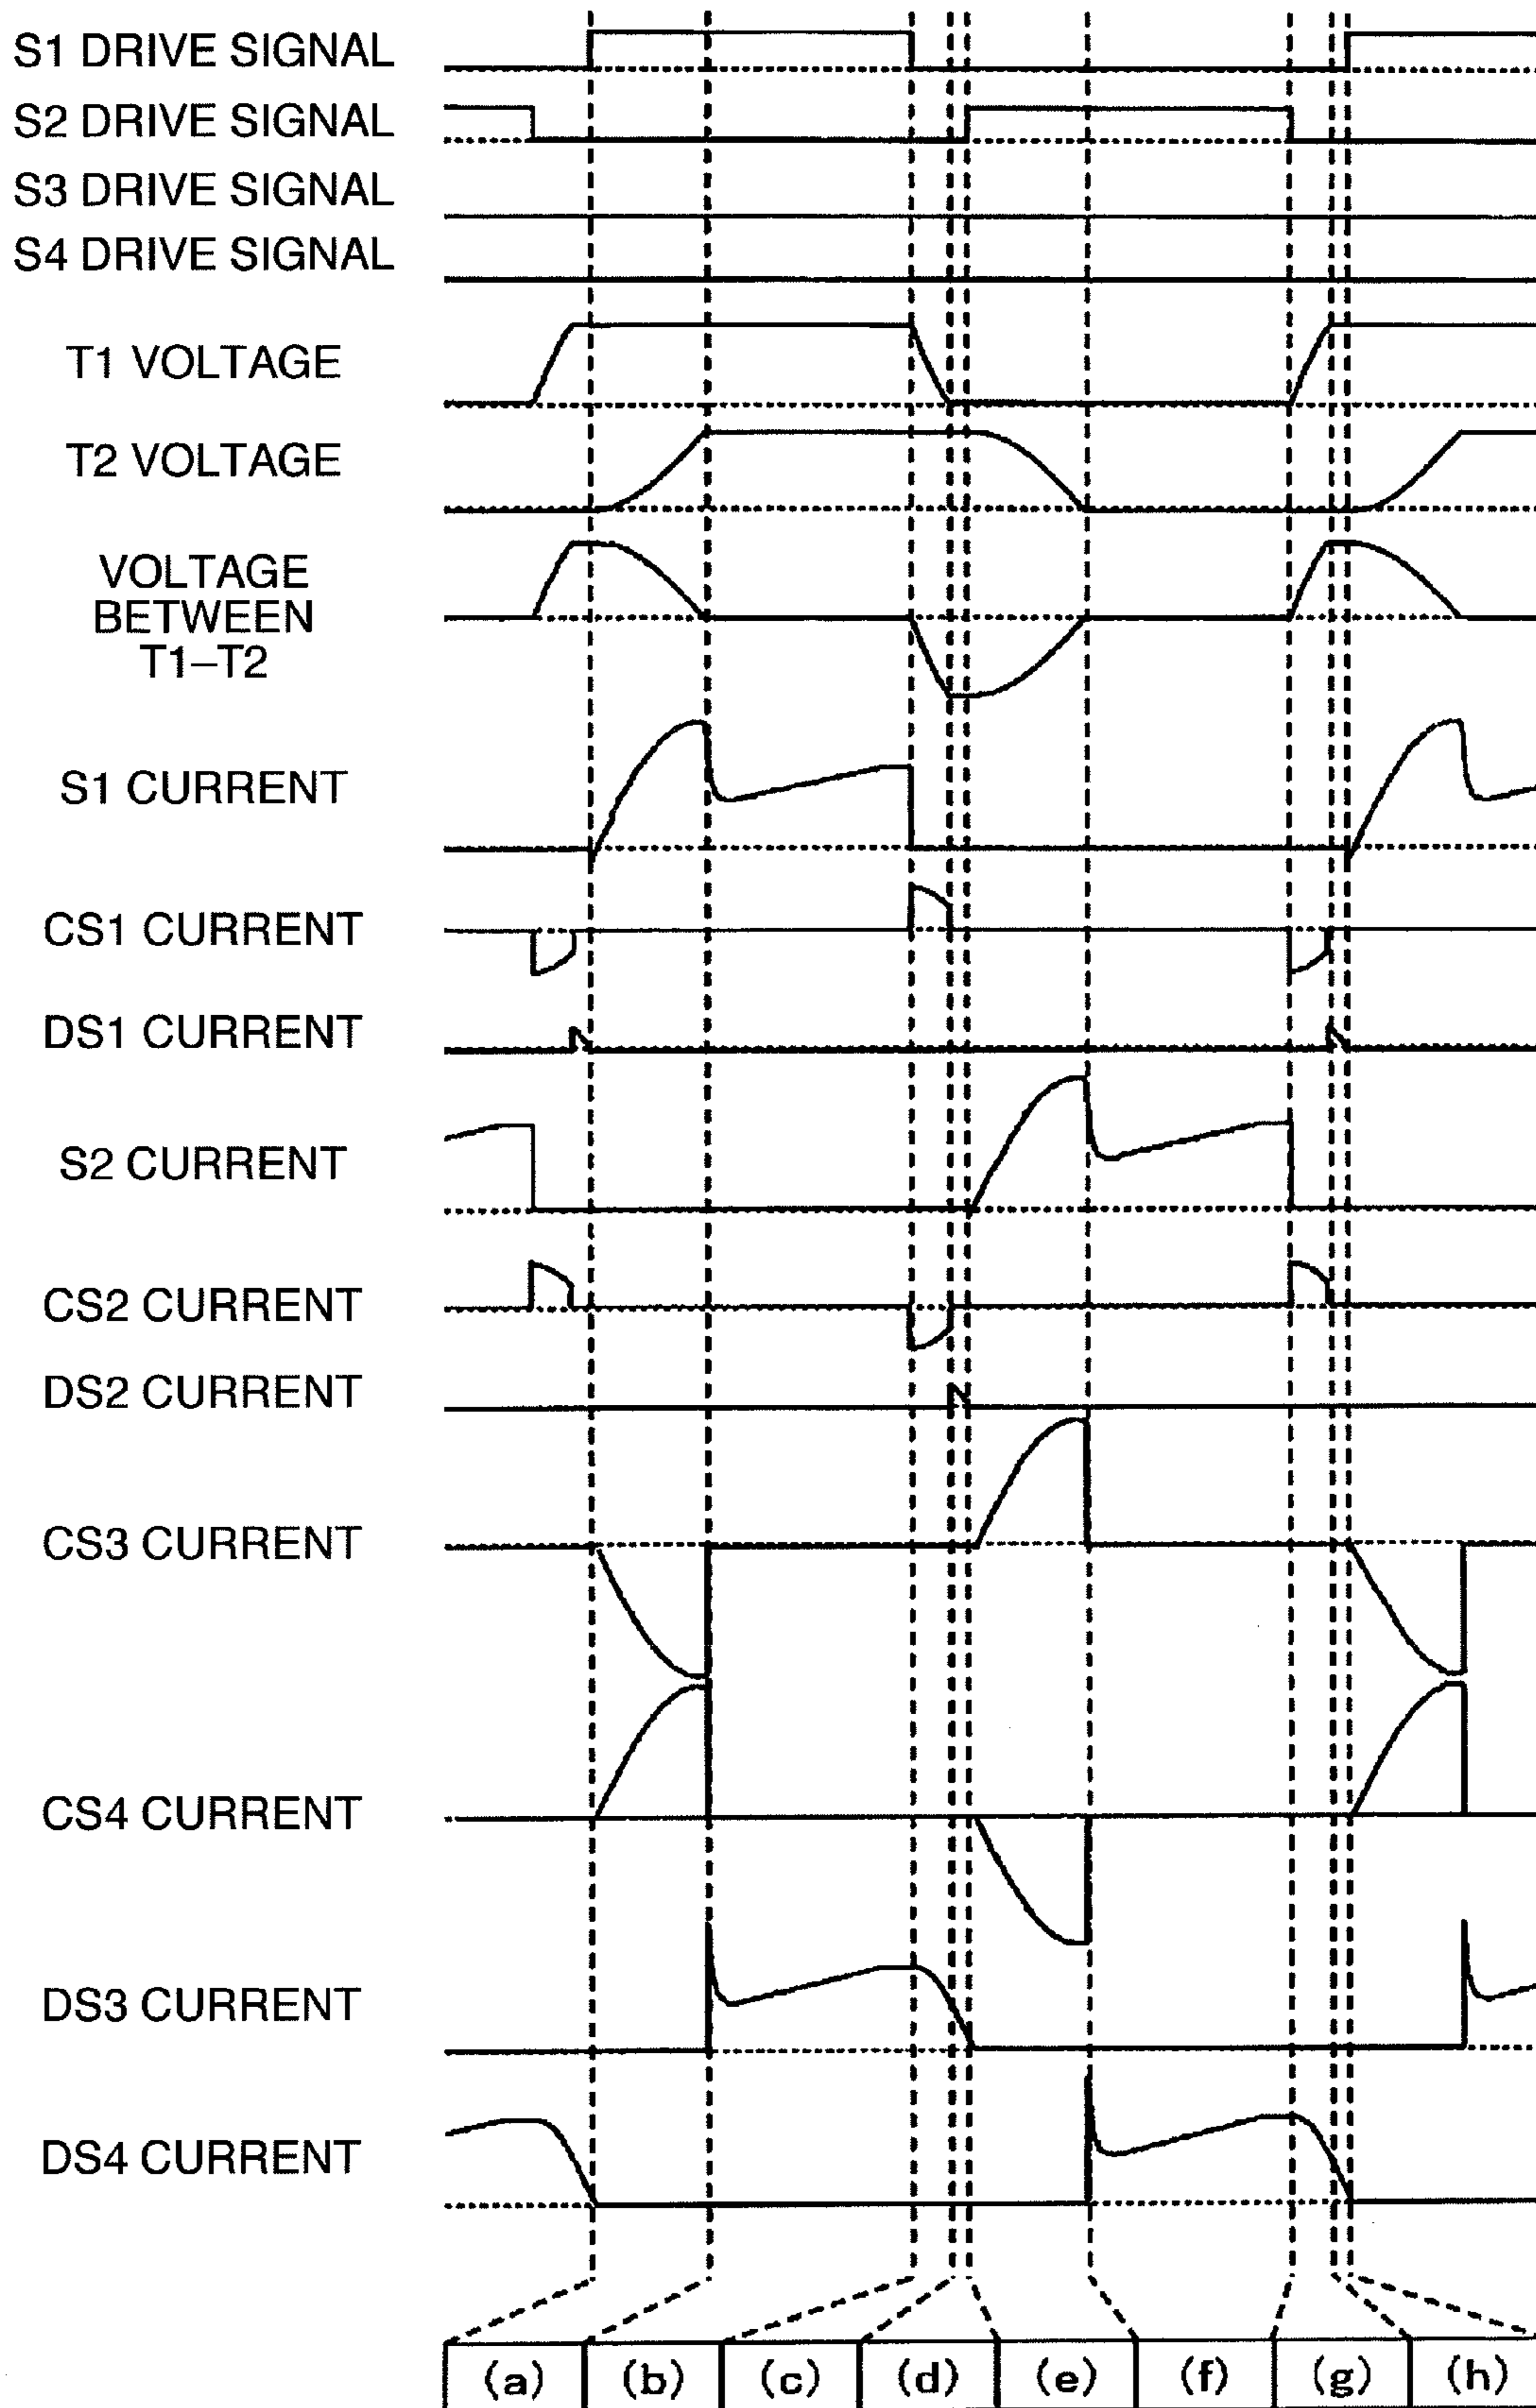 S1 DRIVE SIGNAL
S2 DRIVE SIGNAL
S3 DRIVE SIGNAL
S4 DRIVE SIGNAL
T1 VOLTAGE
T2 VOLTAGE
VOLTAGE
BETWEEN
T1–T2
S1 CURRENT
CS1 CURRENT
DS1 CURRENT
S2 CURRENT
CS2 CURRENT
DS2 CURRENT
CS3 CURRENT
CS4 CURRENT
DS3 CURRENT
DS4 CURRENT
(a) (b) (c) (d) (e) (f) (g) (h)